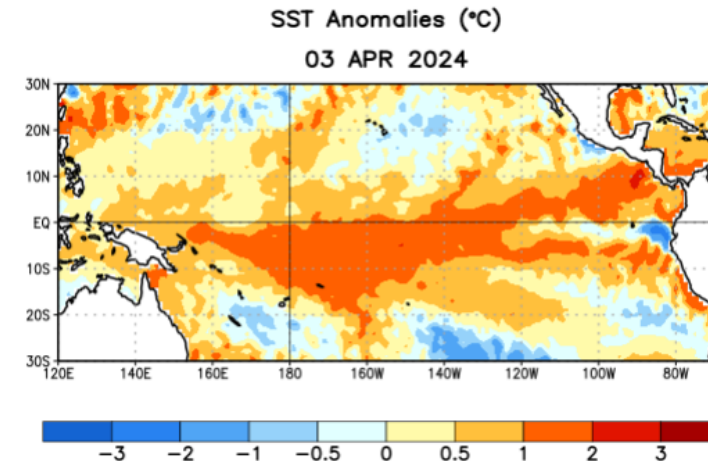 SST Anomalies (°C)
03 APR 2024
30N
20N
10N
EQ
10S
20S
30S
120E 140E 160E 180 160W 140W 120W 100W 80W
-3 -2 -1 -0.5 0 0.5 1 2 3